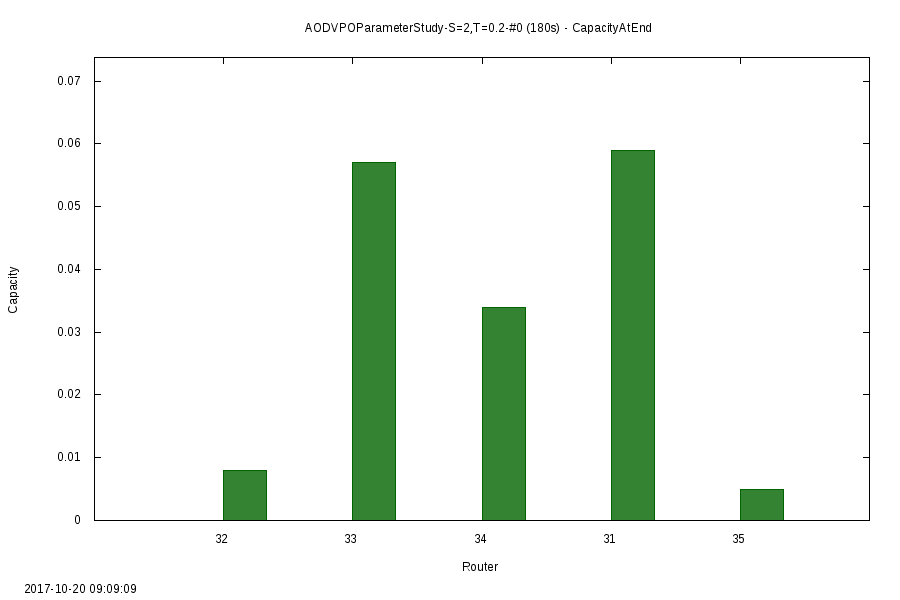 AODVPOParameterStudy-S=2,T=0.2-#0 (180s) - CapacityAtEnd
0.07
0.06
0.05
0.04
0.03
0.02
0.01
0
Capacity
32 33 34 31 35
Router
2017-10-20 09:09:09